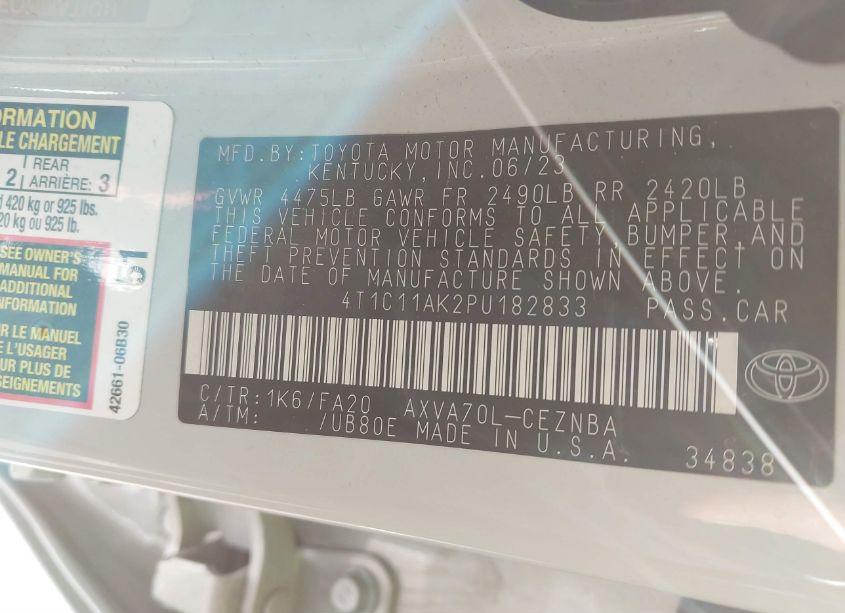 ORMATION
LE CHARGEMENT
2 | REAR
ARRIÈRE: 3
d 420 kg or 925 lbs.
20 kg ou 925 lb.
SEE OWNER'S
MANUAL FOR
ADDITIONAL
INFORMATION
R LE MANUEL
E L'USAGER
UR PLUS DE
SEIGNEMENTS
42661-06B30
MFD.BY:TOYOTA MOTOR MANUFACTURING,
KENTUCKY,INC.06/23
GVWR 4475LB GAWR FR 2490LB RR 2420LB
THIS VEHICLE CONFORMS TO ALL APPLICABLE
FEDERAL MOTOR VEHICLE SAFETY,BUMPER,AND
THEFT PREVENTION STANDARDS IN EFFECT ON
THE DATE OF MANUFACTURE SHOWN ABOVE.
4T1C11AK2PU182833 PASS.CAR
C/TR:1K6/FA20 AXVA70L-CEZNBA
A/TM: /UB80E MADE IN U.S.A.
34838